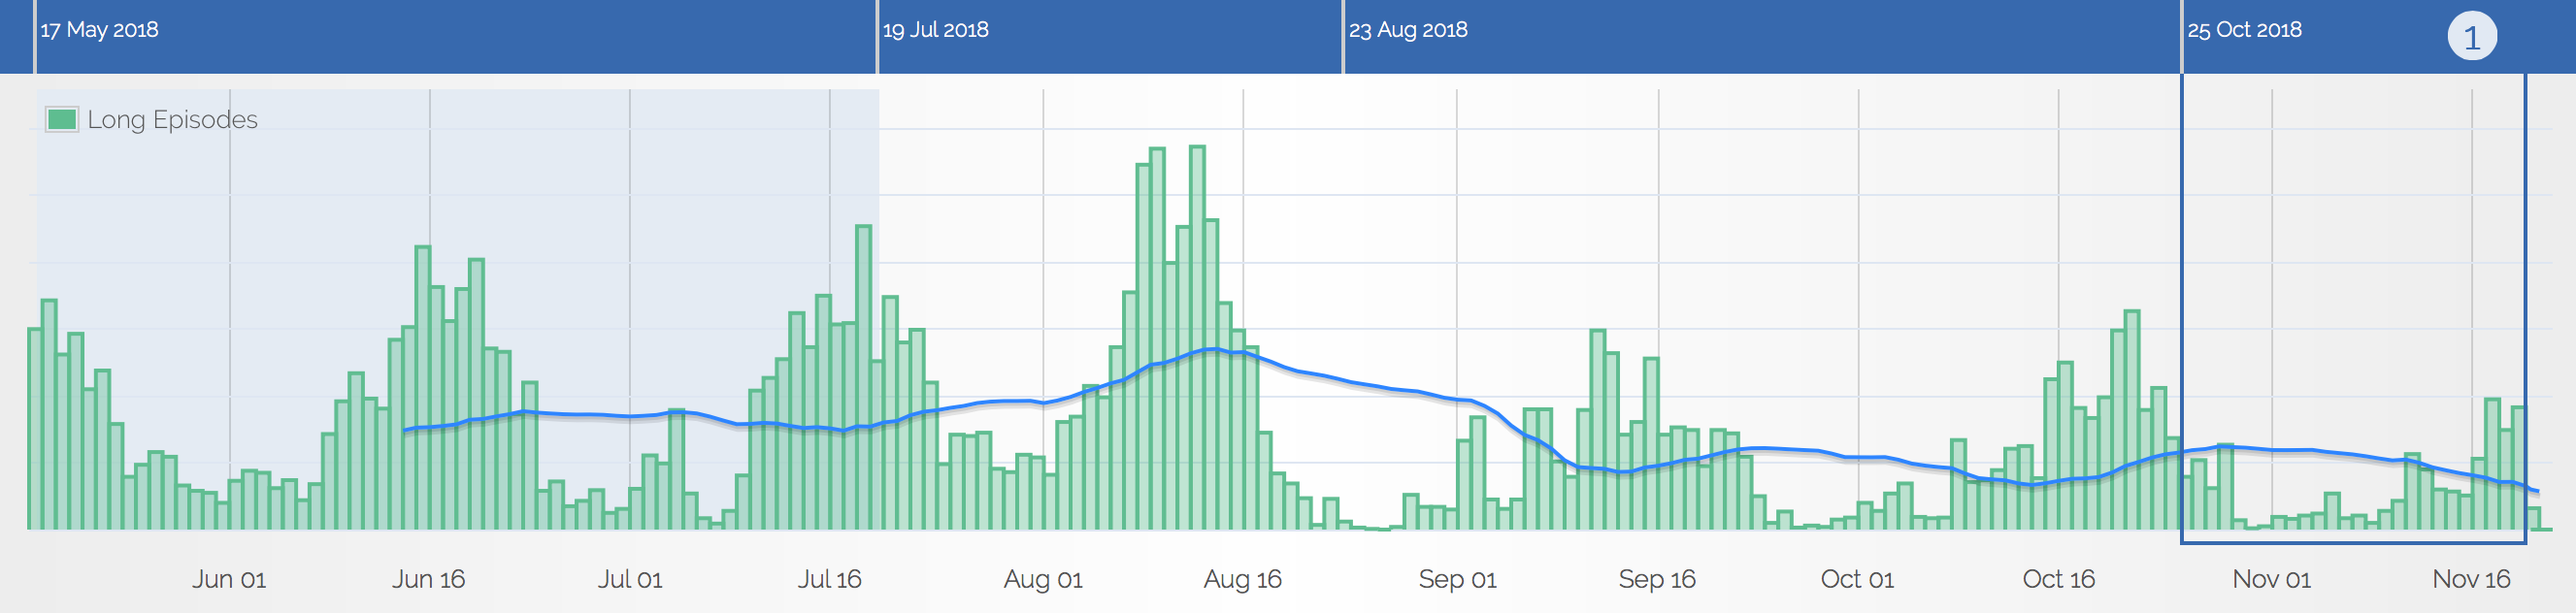 17 May 2018
19 Jul 2018
23 Aug 2018
25 Oct 2018
1
Long Episodes
Jun 01
Jun 16
Jul 01
Jul 16
Aug 01
Aug 16
Sep 01
Sep 16
Oct 01
Oct 16
Nov 01
Nov 16